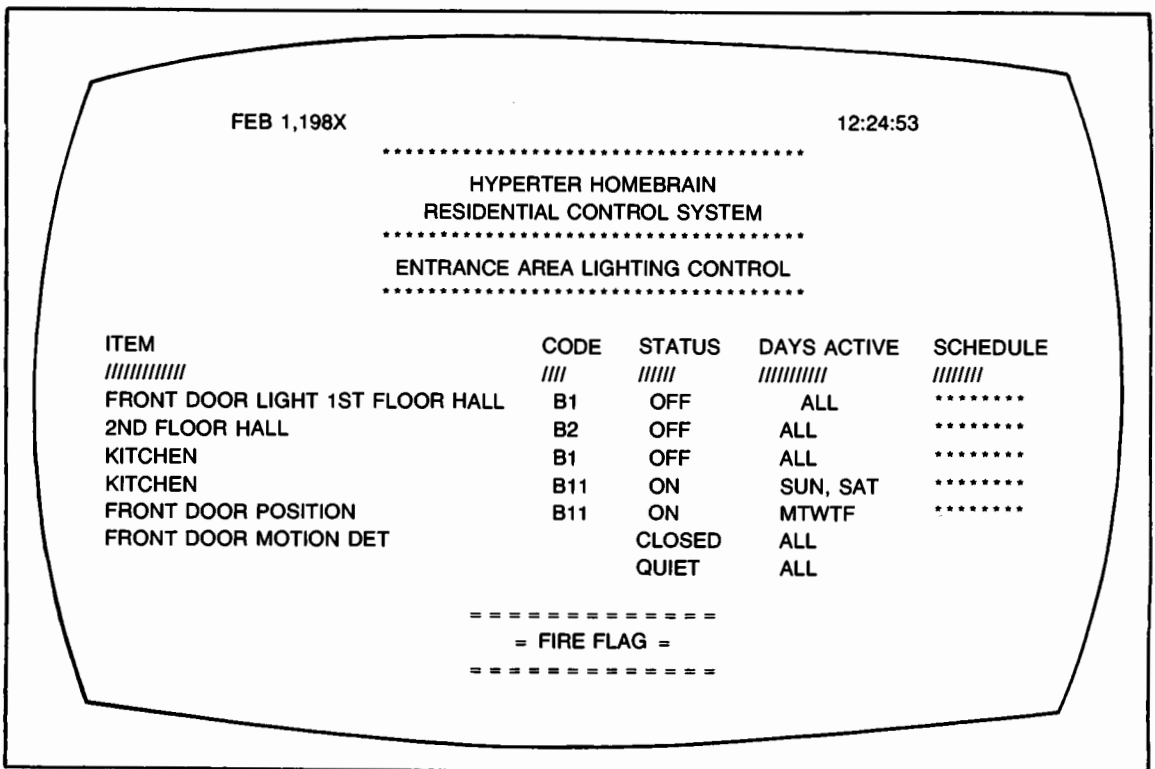 FEB 1,198X 12:24:53
* * * * * * * * * * * * * * * * * * * * * * * * * * * * * * * * * * * * *
HYPERTER HOMEBRAIN
RESIDENTIAL CONTROL SYSTEM
* * * * * * * * * * * * * * * * * * * * * * * * * * * * * * * * * * * * *
ENTRANCE AREA LIGHTING CONTROL
* * * * * * * * * * * * * * * * * * * * * * * * * * * * * * * * * * * * *
ITEM CODE STATUS DAYS ACTIVE SCHEDULE
///////////// //// ////// /////////// ////////
FRONT DOOR LIGHT 1ST FLOOR HALL B1 OFF ALL * * * * * * * *
2ND FLOOR HALL B2 OFF ALL * * * * * * * *
KITCHEN B1 OFF ALL * * * * * * * *
KITCHEN B11 ON SUN, SAT * * * * * * * *
FRONT DOOR POSITION B11 ON MTWTF * * * * * * * *
FRONT DOOR MOTION DET CLOSED ALL
QUIET ALL
= = = = = = = = = = = = =
= FIRE FLAG =
= = = = = = = = = = = = =